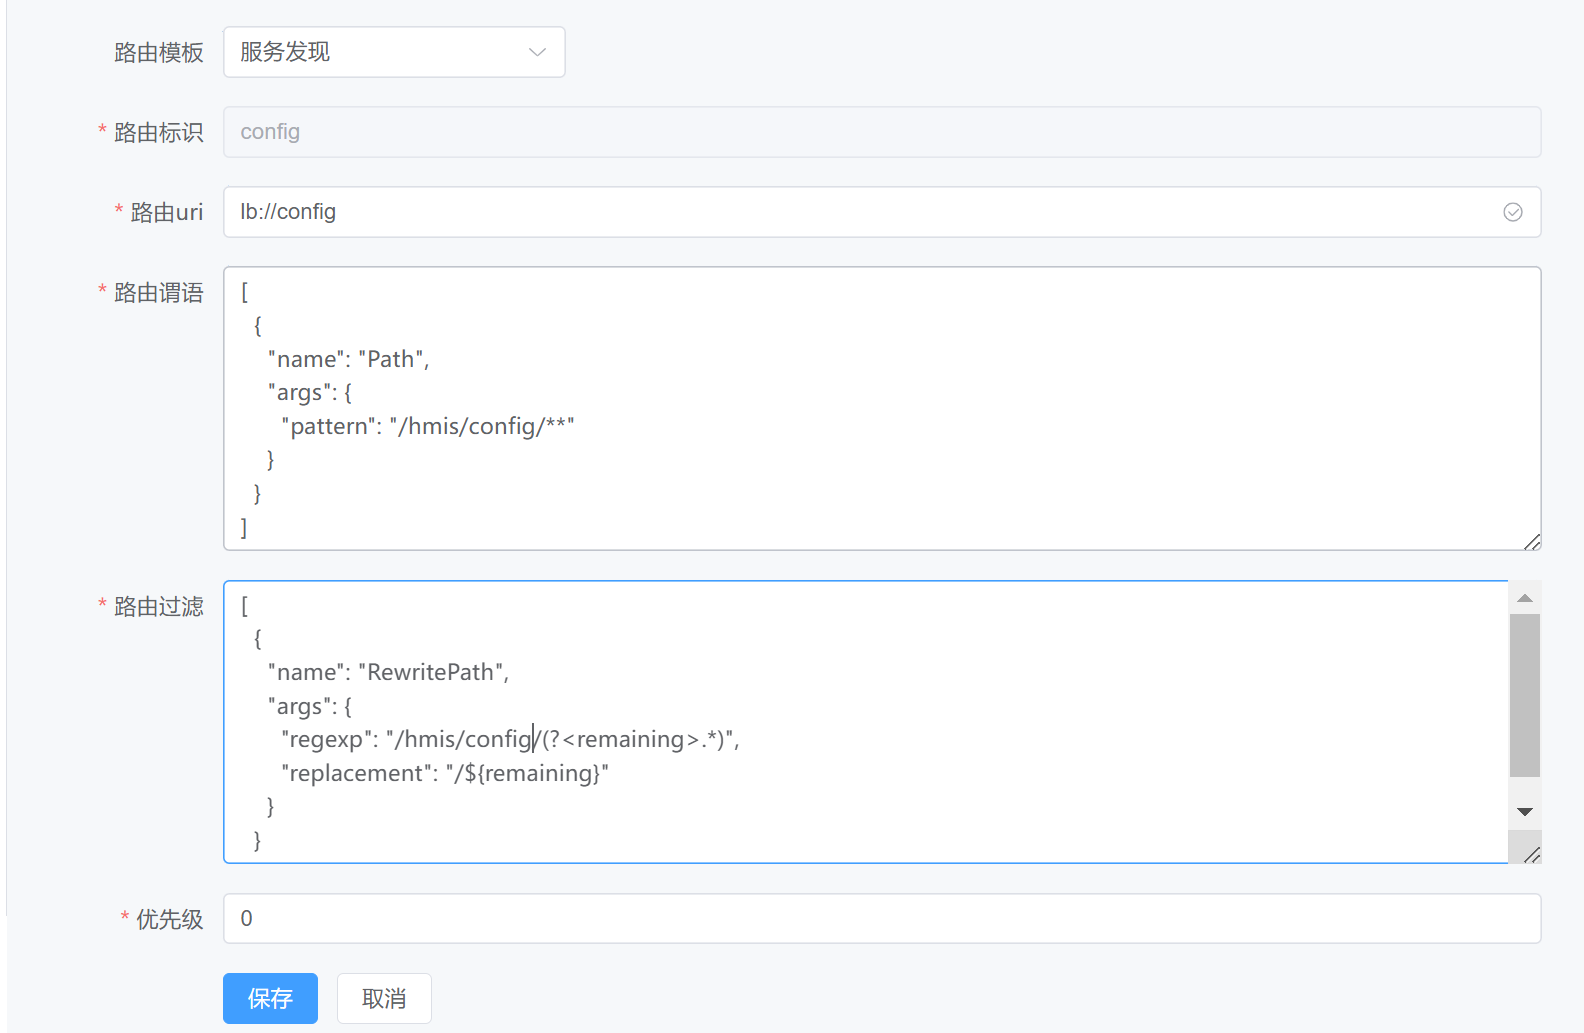 路由模板 服务发现
* 路由标识 config
* 路由uri lb://config
* 路由谓语 [
{
"name": "Path",
"args": {
"pattern": "/hmis/config/**"
}
}
]
* 路由过滤 [
{
"name": "RewritePath",
"args": {
"regexp": "/hmis/config/(?<remaining>.*)",
"replacement": "/${remaining}"
}
}
* 优先级 0
保存 取消